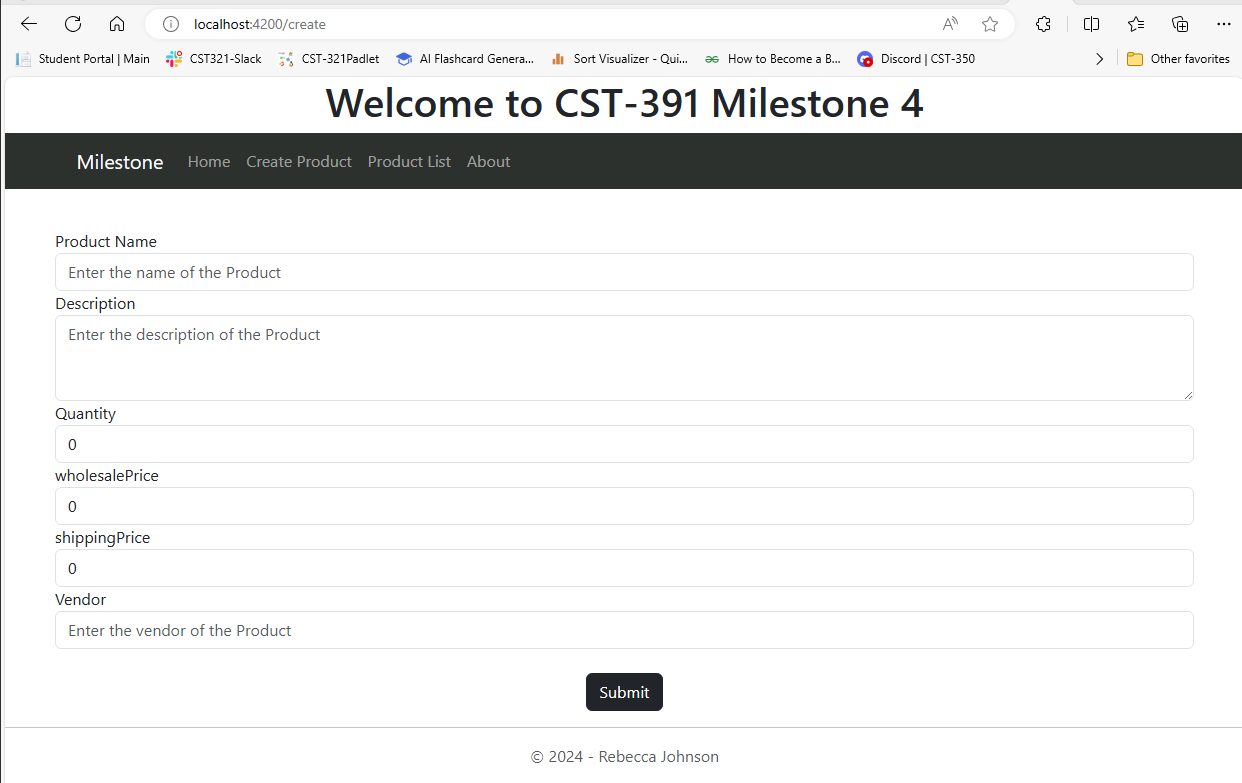 localhost:4200/create
Student Portal | Main CST321-Slack CST-321Padlet AI Flashcard Genera... Sort Visualizer - Qui... How to Become a B... Discord | CST-350 Other favorites
Welcome to CST-391 Milestone 4
Milestone Home Create Product Product List About
Product Name
Enter the name of the Product
Description
Enter the description of the Product
Quantity
0
wholesalePrice
0
shippingPrice
0
Vendor
Enter the vendor of the Product
Submit
© 2024 - Rebecca Johnson